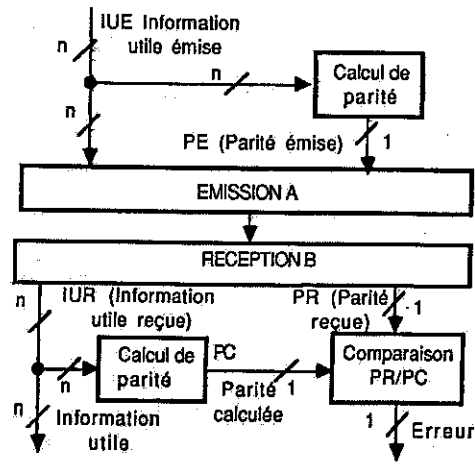 IUE Information
utile émise
n
n
Calcul de
parité
n
PE (Parité émise)
1
EMISSION A
RECEPTION B
n
IUR (Information
utile reçue)
PR (Parité
reçue)
1
n
Calcul de
parité
PC
Parité
calculée
1
Comparaison
PR/PC
n
Information
utile
1
Erreur